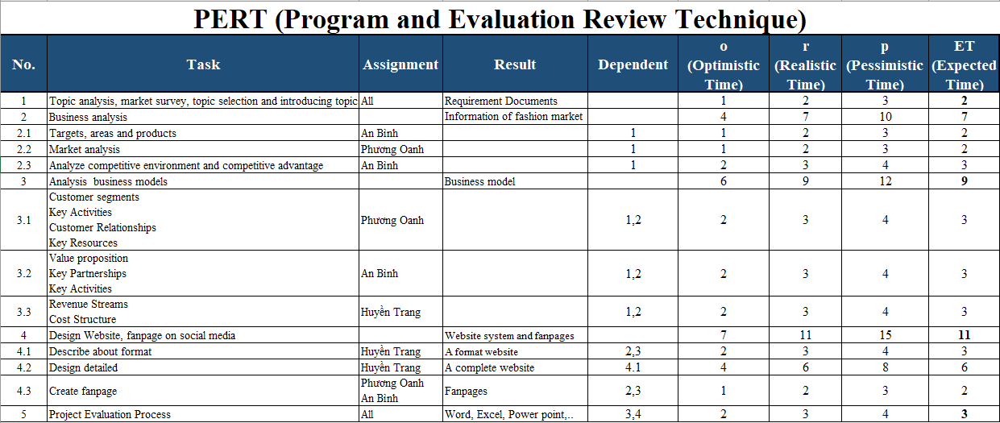 PERT (Program and Evaluation Review Technique)
No. Task Assignment Result Dependent o (Optimistic Time) r (Realistic Time) p (Pessimistic Time) ET (Expected Time)
1 Topic analysis, market survey, topic selection and introducing topic All Requirement Documents 1 2 3 2
2 Business analysis Information of fashion market 4 7 10 7
2.1 Targets, areas and products An Bình 1 1 2 3 2
2.2 Market analysis Phương Oanh 1 1 2 3 2
2.3 Analyze competitive environment and competitive advantage An Bình 1 2 3 4 3
3 Analysis business models Business model 6 9 12 9
3.1 Customer segments
Key Activities
Customer Relationships
Key Resources
Phương Oanh 1,2 2 3 4 3
3.2 Value proposition
Key Partnerships
Key Activities
An Bình 1,2 2 3 4 3
3.3 Revenue Streams
Cost Structure
Huyền Trang 1,2 2 3 4 3
4 Design Website, fanpage on social media Website system and fanpages 7 11 15 11
4.1 Describe about format Huyền Trang A format website 2,3 2 3 4 3
4.2 Design detailed Huyền Trang A complete website 4.1 4 6 8 6
4.3 Create fanpage Phương Oanh
An Bình
Fanpages 2,3 1 2 3 2
5 Project Evaluation Process All Word, Excel, Power point,.. 3,4 2 3 4 3